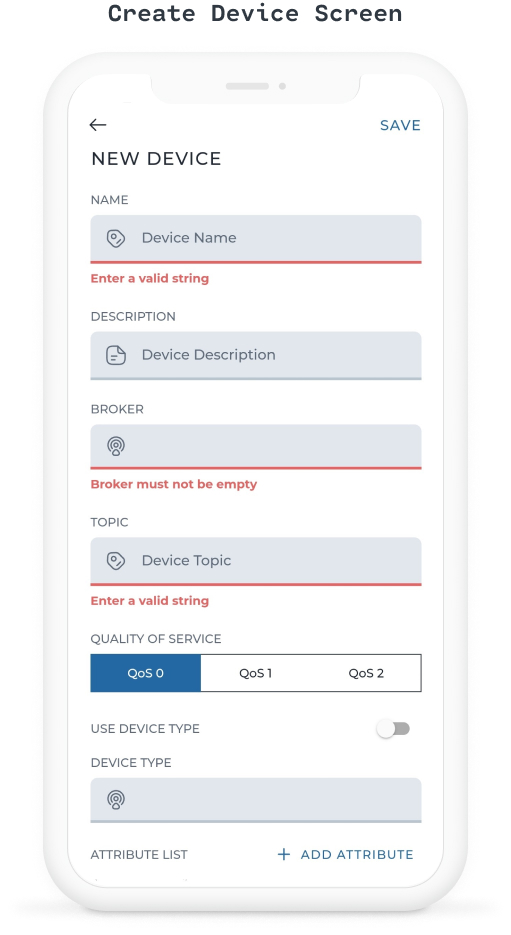 Create Device Screen
SAVE
NEW DEVICE
NAME
Device Name
Enter a valid string
DESCRIPTION
Device Description
BROKER
Broker must not be empty
TOPIC
Device Topic
Enter a valid string
QUALITY OF SERVICE
QoS 0 QoS 1 QoS 2
USE DEVICE TYPE
DEVICE TYPE
ATTRIBUTE LIST + ADD ATTRIBUTE